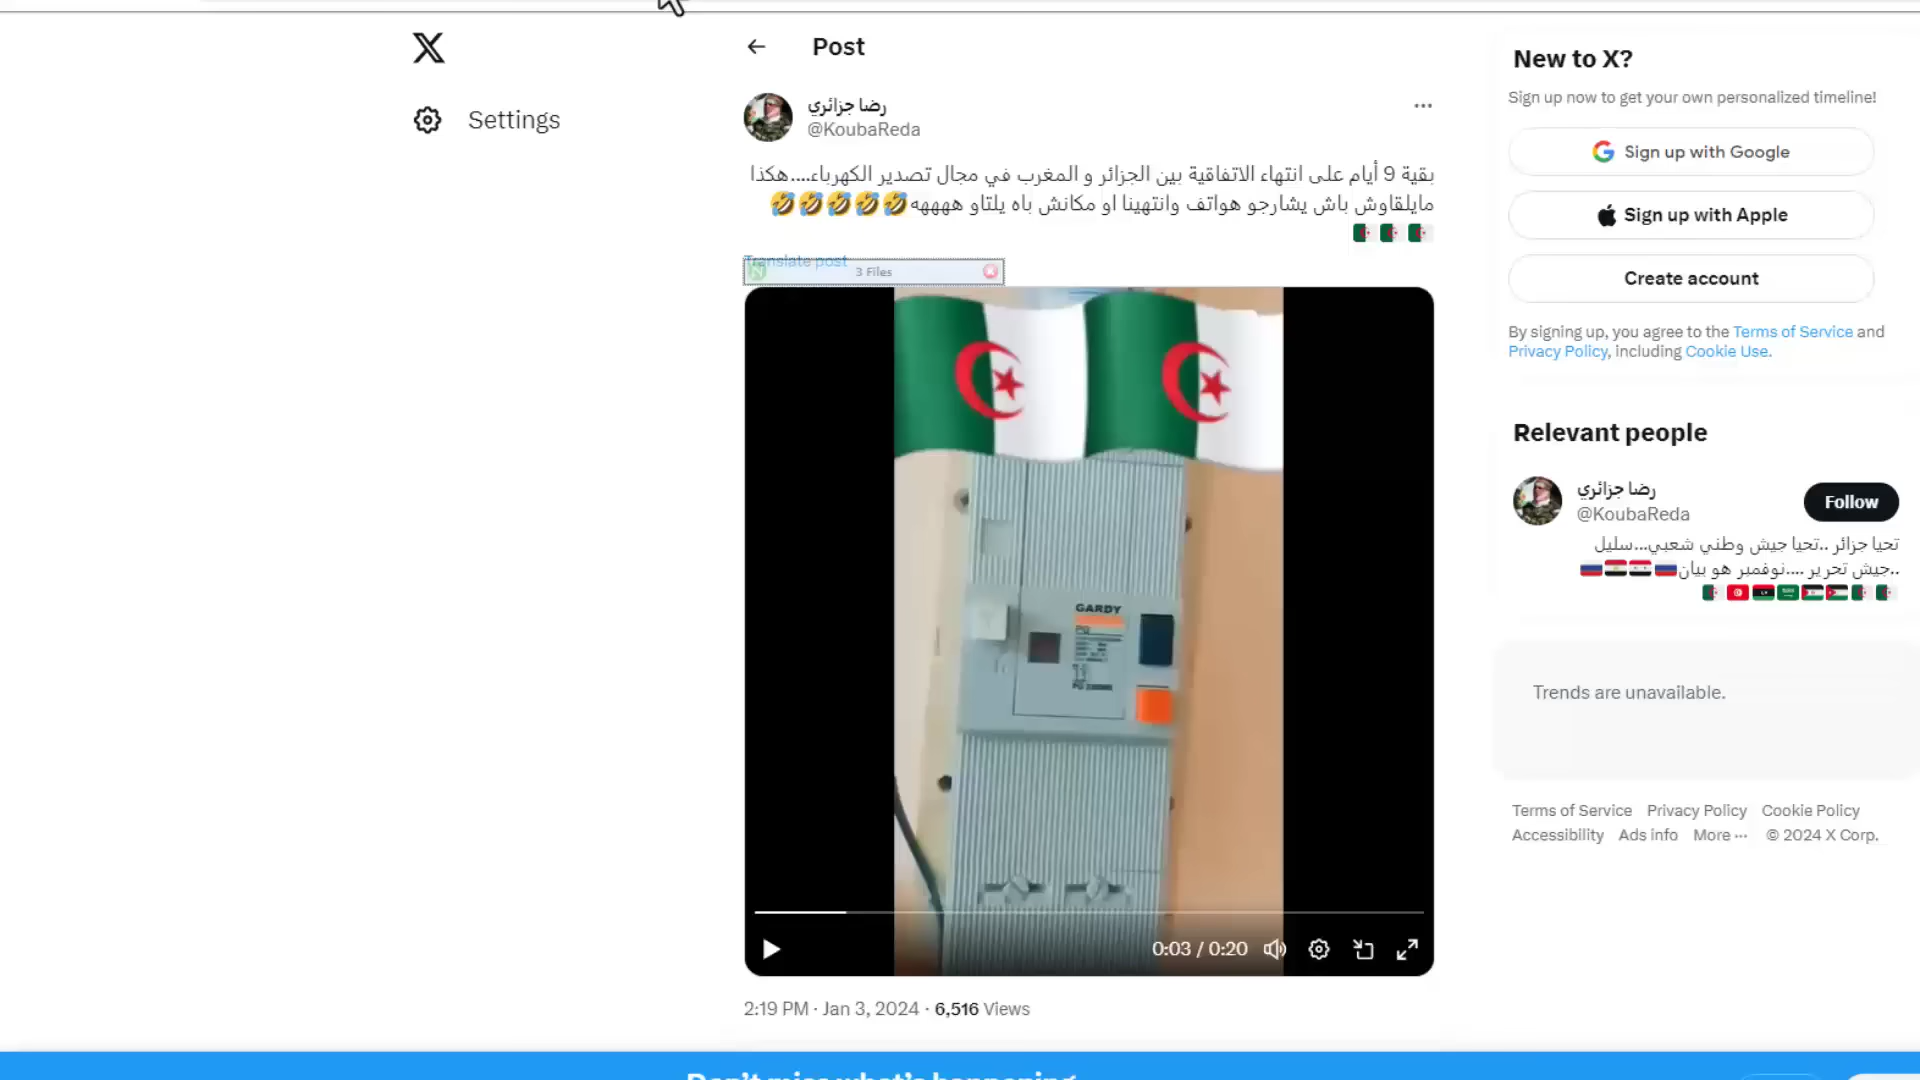 Post
Settings
رضا جزائري
@KoubaReda
بقية 9 أيام على انتهاء الاتفاقية بين الجزائر و المغرب في مجال تصدير الكهرباء....هكذا
مايلقاوش باش يشارجو هواتف وانتهينا او مكانش باه يلتاو هههه🤣🤣🤣🤣🤣
🇩🇿🇩🇿🇩🇿
Translate post
3 Files
GARDY
0:03 / 0:20
2:19 PM · Jan 3, 2024 · 6,516 Views
New to X?
Sign up now to get your own personalized timeline!
Sign up with Google
Sign up with Apple
Create account
By signing up, you agree to the Terms of Service and
Privacy Policy, including Cookie Use.
Relevant people
رضا جزائري
@KoubaReda
Follow
تحيا جزائر ..تحيا جيش وطني شعبي...سليل
..جيش تحرير ....نوفمبر هو بيان
Trends are unavailable.
Terms of Service Privacy Policy Cookie Policy
Accessibility Ads info More ··· © 2024 X Corp.
Don't miss what's happening